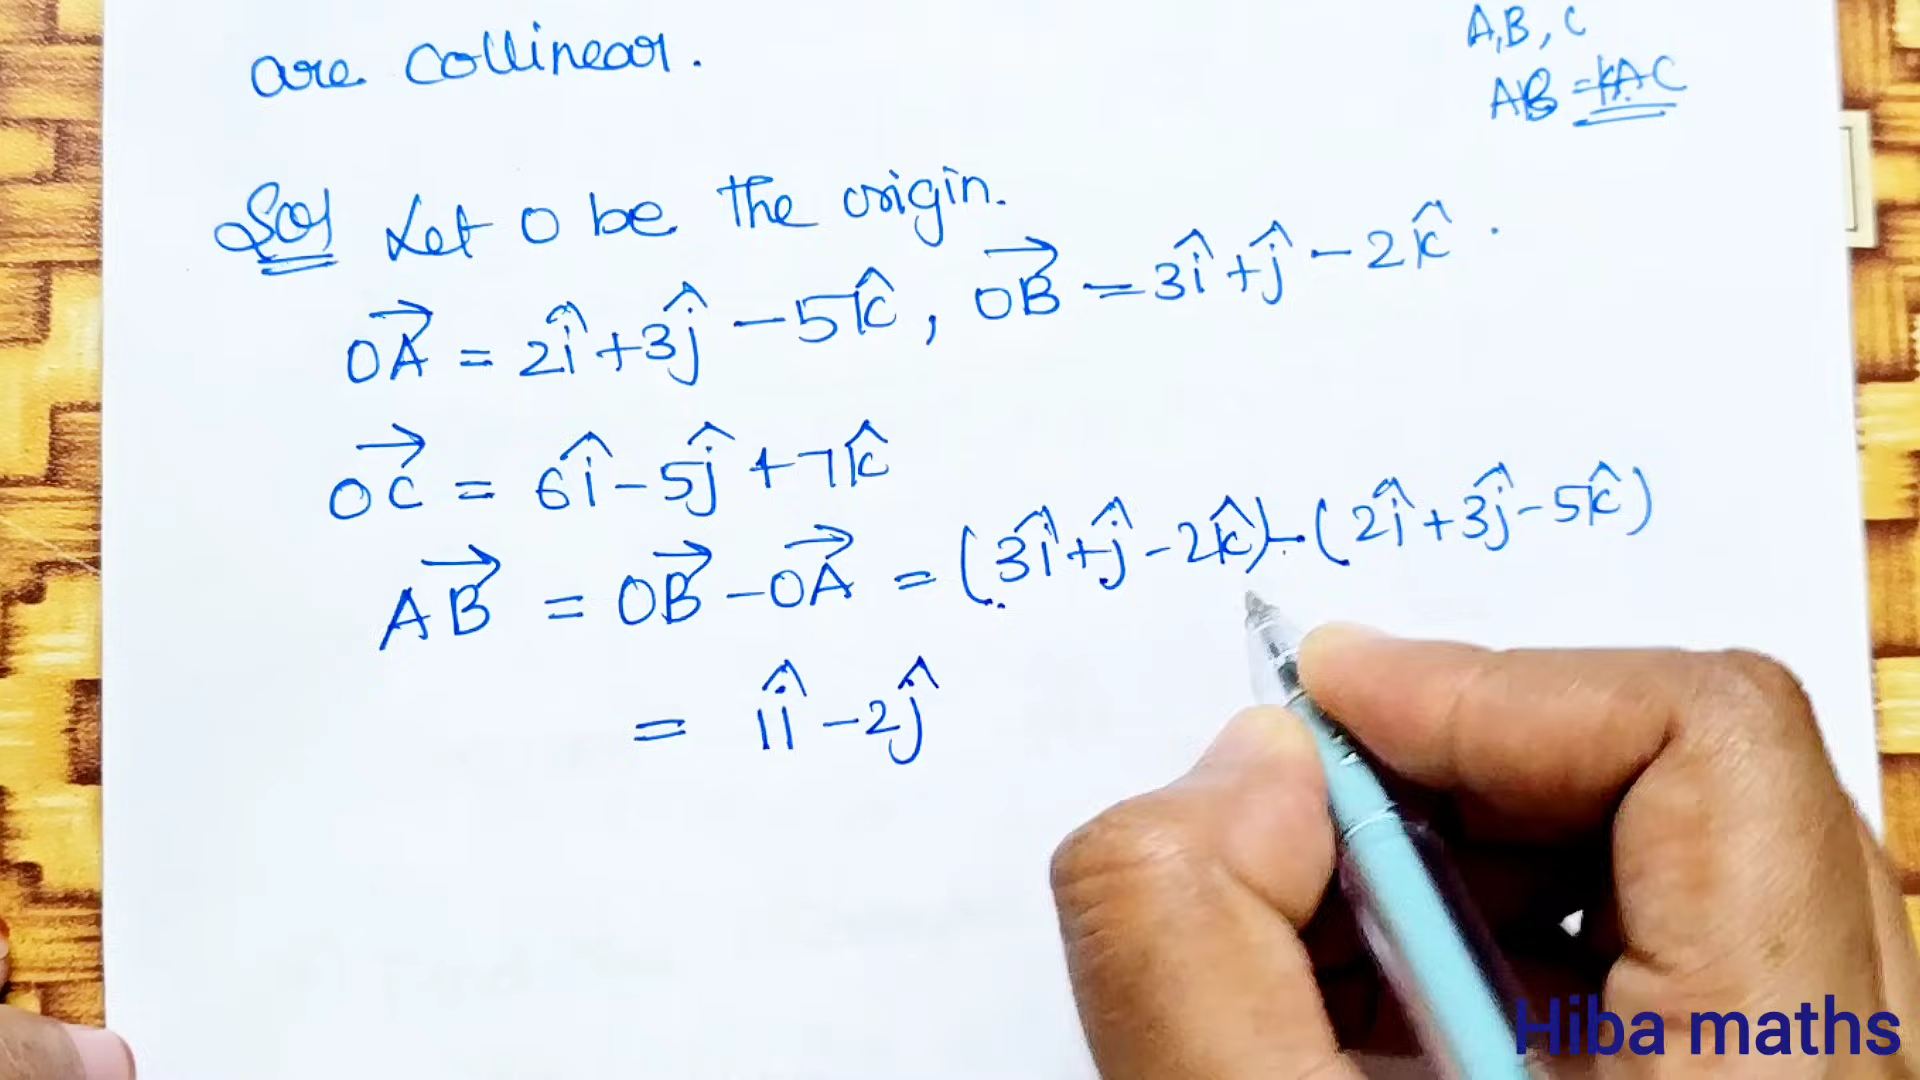 are collinear.
A, B, C
AB = KAC
Sol Let O be the origin.
OA = 2î + 3ĵ - 5k̂, OB = 3î + ĵ - 2k̂.
OC = 6î - 5ĵ + 7k̂
AB = OB - OA = (3î + ĵ - 2k̂) - (2î + 3ĵ - 5k̂)
= 1î - 2ĵ
Hiba maths